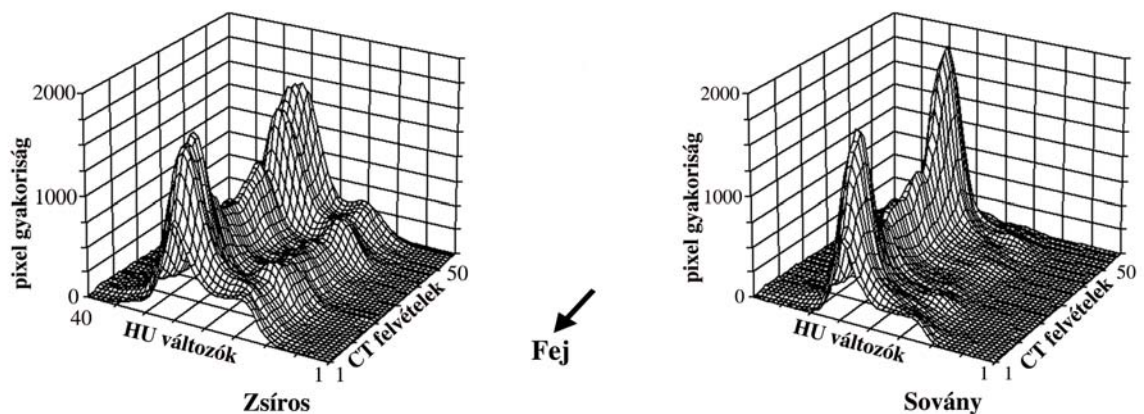 2000
1000
0
pixel gyakoriság
40
HU változók
1
1
CT felvételek
50
Zsíros
Fej
2000
1000
0
pixel gyakoriság
HU változók
1
1
CT felvételek
50
Sovány